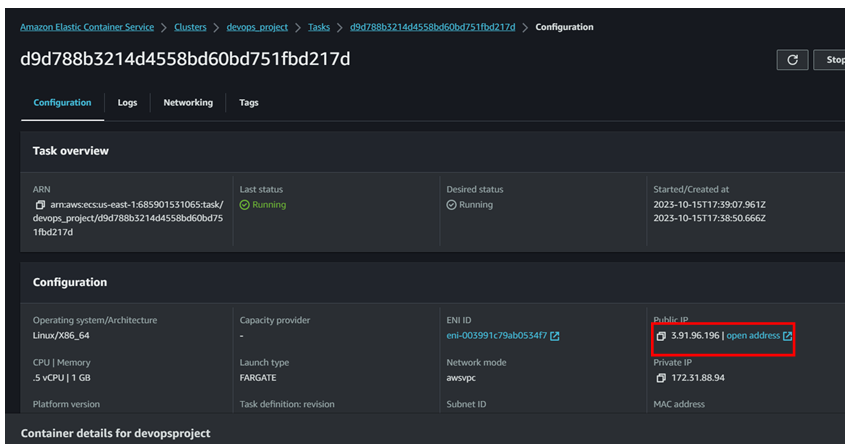 Amazon Elastic Container Service > Clusters > devops_project > Tasks > d9d788b3214d4558bd60bd751fbd217d > Configuration
d9d788b3214d4558bd60bd751fbd217d
Stop
Configuration | Logs | Networking | Tags
Task overview
ARN
arn:aws:ecs:us-east-1:685901531065:task/
devops_project/d9d788b3214d4558bd60bd75
1fbd217d
Last status
Running
Desired status
Running
Started/Created at
2023-10-15T17:39:07.961Z
2023-10-15T17:38:50.666Z
Configuration
Operating system/Architecture
Linux/X86_64
Capacity provider
-
ENI ID
eni-003991c79ab0534f7
Public IP
3.91.96.196 | open address
CPU | Memory
.5 vCPU | 1 GB
Launch type
FARGATE
Network mode
awsvpc
Private IP
172.31.88.94
Platform version
Task definition: revision
Subnet ID
MAC address
Container details for devopsproject